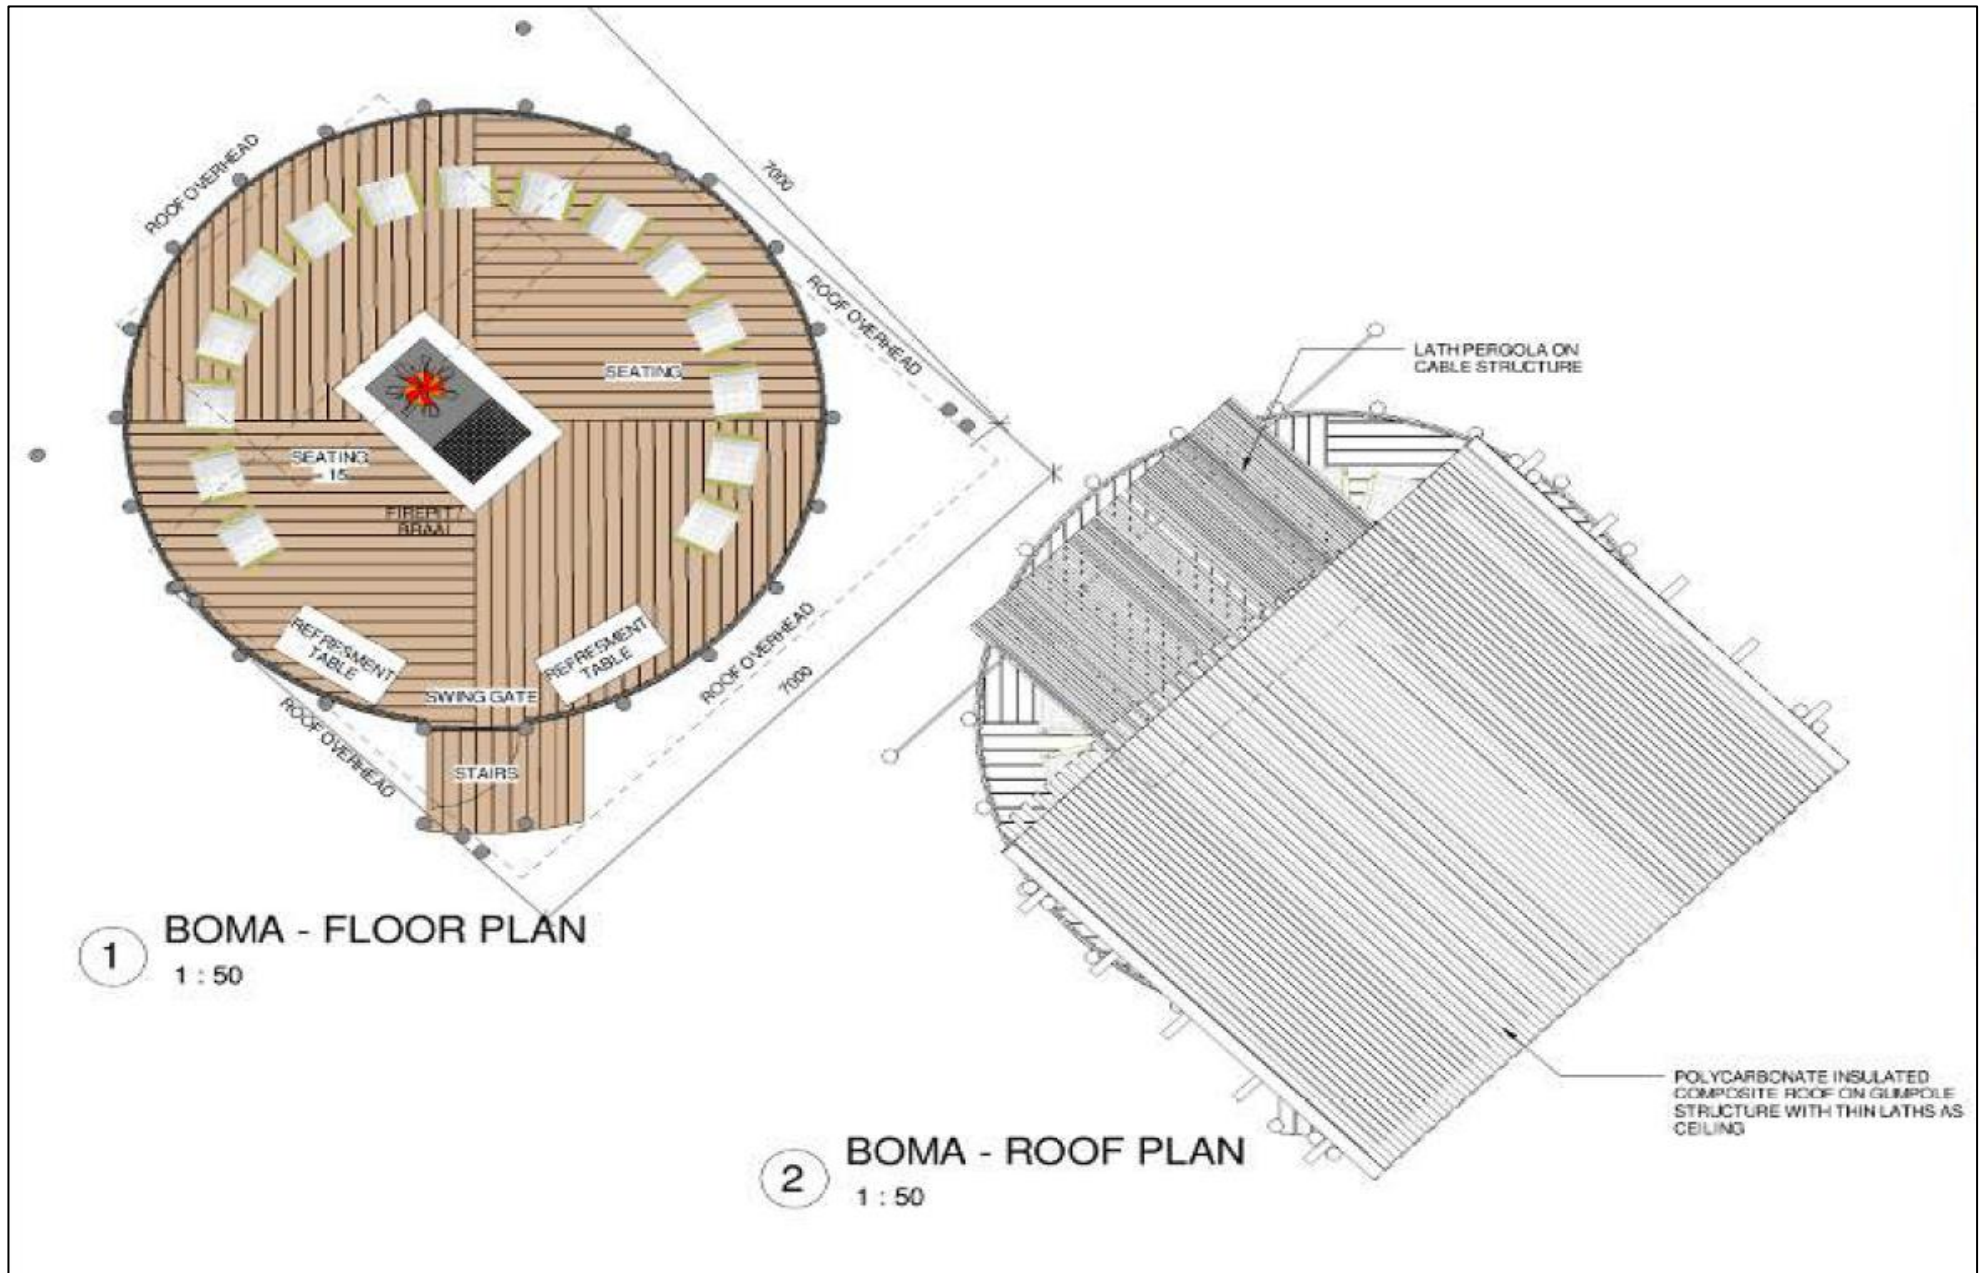 7000
ROOF OVERHEAD
ROOF OVERHEAD
SEATING
SEATING
- 15
FIREPIT /
BRAAI
REFRESMENT
TABLE
REFRESMENT
TABLE
SWING GATE
ROOF OVERHEAD
ROOF OVERHEAD
7000
STAIRS
1
BOMA - FLOOR PLAN
1 : 50
LATH PERGOLA ON
CABLE STRUCTURE
POLYCARBONATE INSULATED
COMPOSITE ROOF ON GUMPOLE
STRUCTURE WITH THIN LATHS AS
CEILING
2
BOMA - ROOF PLAN
1 : 50